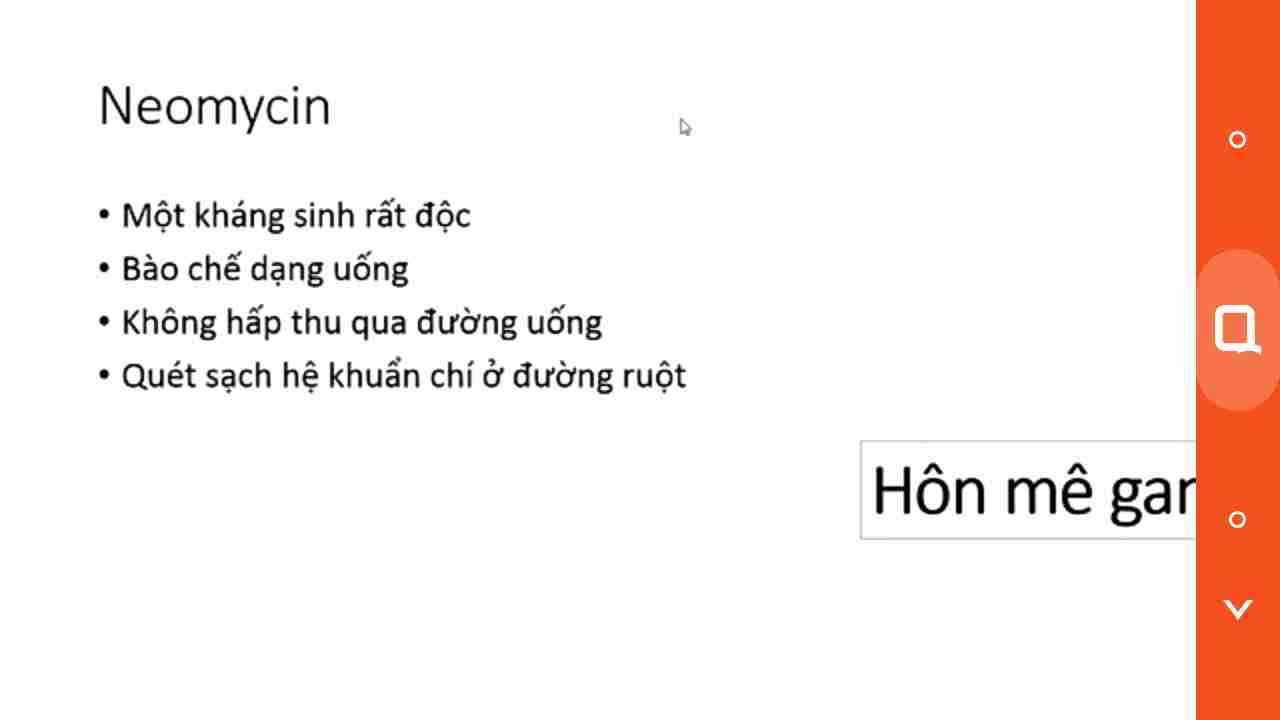 Neomycin
• Một kháng sinh rất độc
• Bào chế dạng uống
• Không hấp thu qua đường uống
• Quét sạch hệ khuẩn chí ở đường ruột
Hôn mê